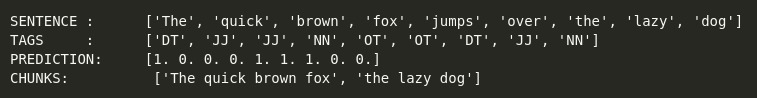 SENTENCE :      ['The', 'quick', 'brown', 'fox', 'jumps', 'over', 'the', 'lazy', 'dog']
TAGS     :      ['DT', 'JJ', 'JJ', 'NN', 'OT', 'OT', 'DT', 'JJ', 'NN']
PREDICTION:     [1. 0. 0. 0. 1. 1. 1. 0. 0.]
CHUNKS:          ['The quick brown fox', 'the lazy dog']